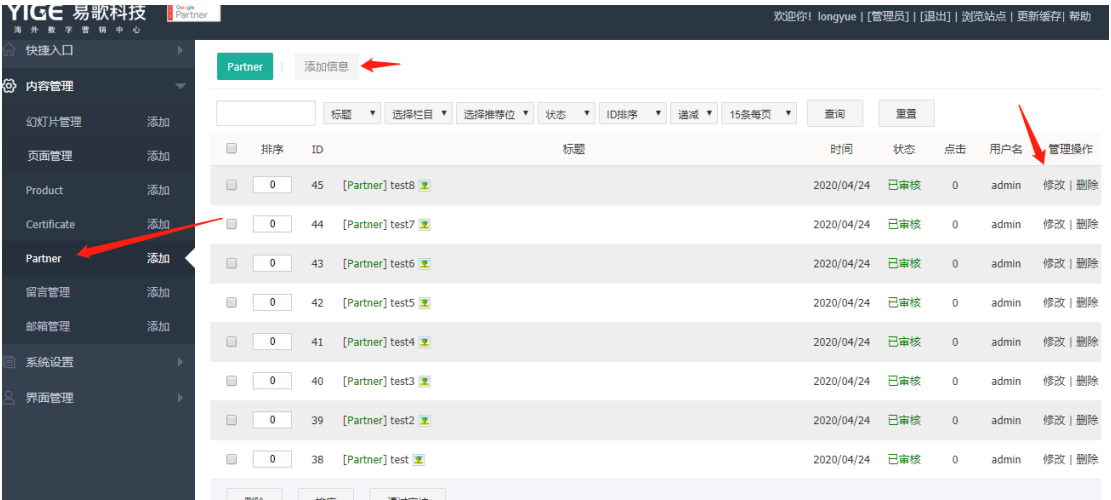 YIGE 易歌科技
海外数字营销中心
Google
Partner
欢迎你! longyue | [管理员] | [退出] | 浏览站点 | 更新缓存| 帮助
快捷入口
Partner | 添加信息
内容管理
标题 选择栏目 选择推荐位 状态 ID排序 递减 15条每页 查询 重置
幻灯片管理 添加
排序 ID 标题 时间 状态 点击 用户名 管理操作
页面管理 添加
0 45 [Partner] test8 2020/04/24 已审核 0 admin 修改 | 删除
Product 添加
0 44 [Partner] test7 2020/04/24 已审核 0 admin 修改 | 删除
Certificate 添加
0 43 [Partner] test6 2020/04/24 已审核 0 admin 修改 | 删除
Partner 添加
0 42 [Partner] test5 2020/04/24 已审核 0 admin 修改 | 删除
留言管理 添加
0 41 [Partner] test4 2020/04/24 已审核 0 admin 修改 | 删除
邮箱管理 添加
0 40 [Partner] test3 2020/04/24 已审核 0 admin 修改 | 删除
系统设置
0 39 [Partner] test2 2020/04/24 已审核 0 admin 修改 | 删除
界面管理
0 38 [Partner] test 2020/04/24 已审核 0 admin 修改 | 删除